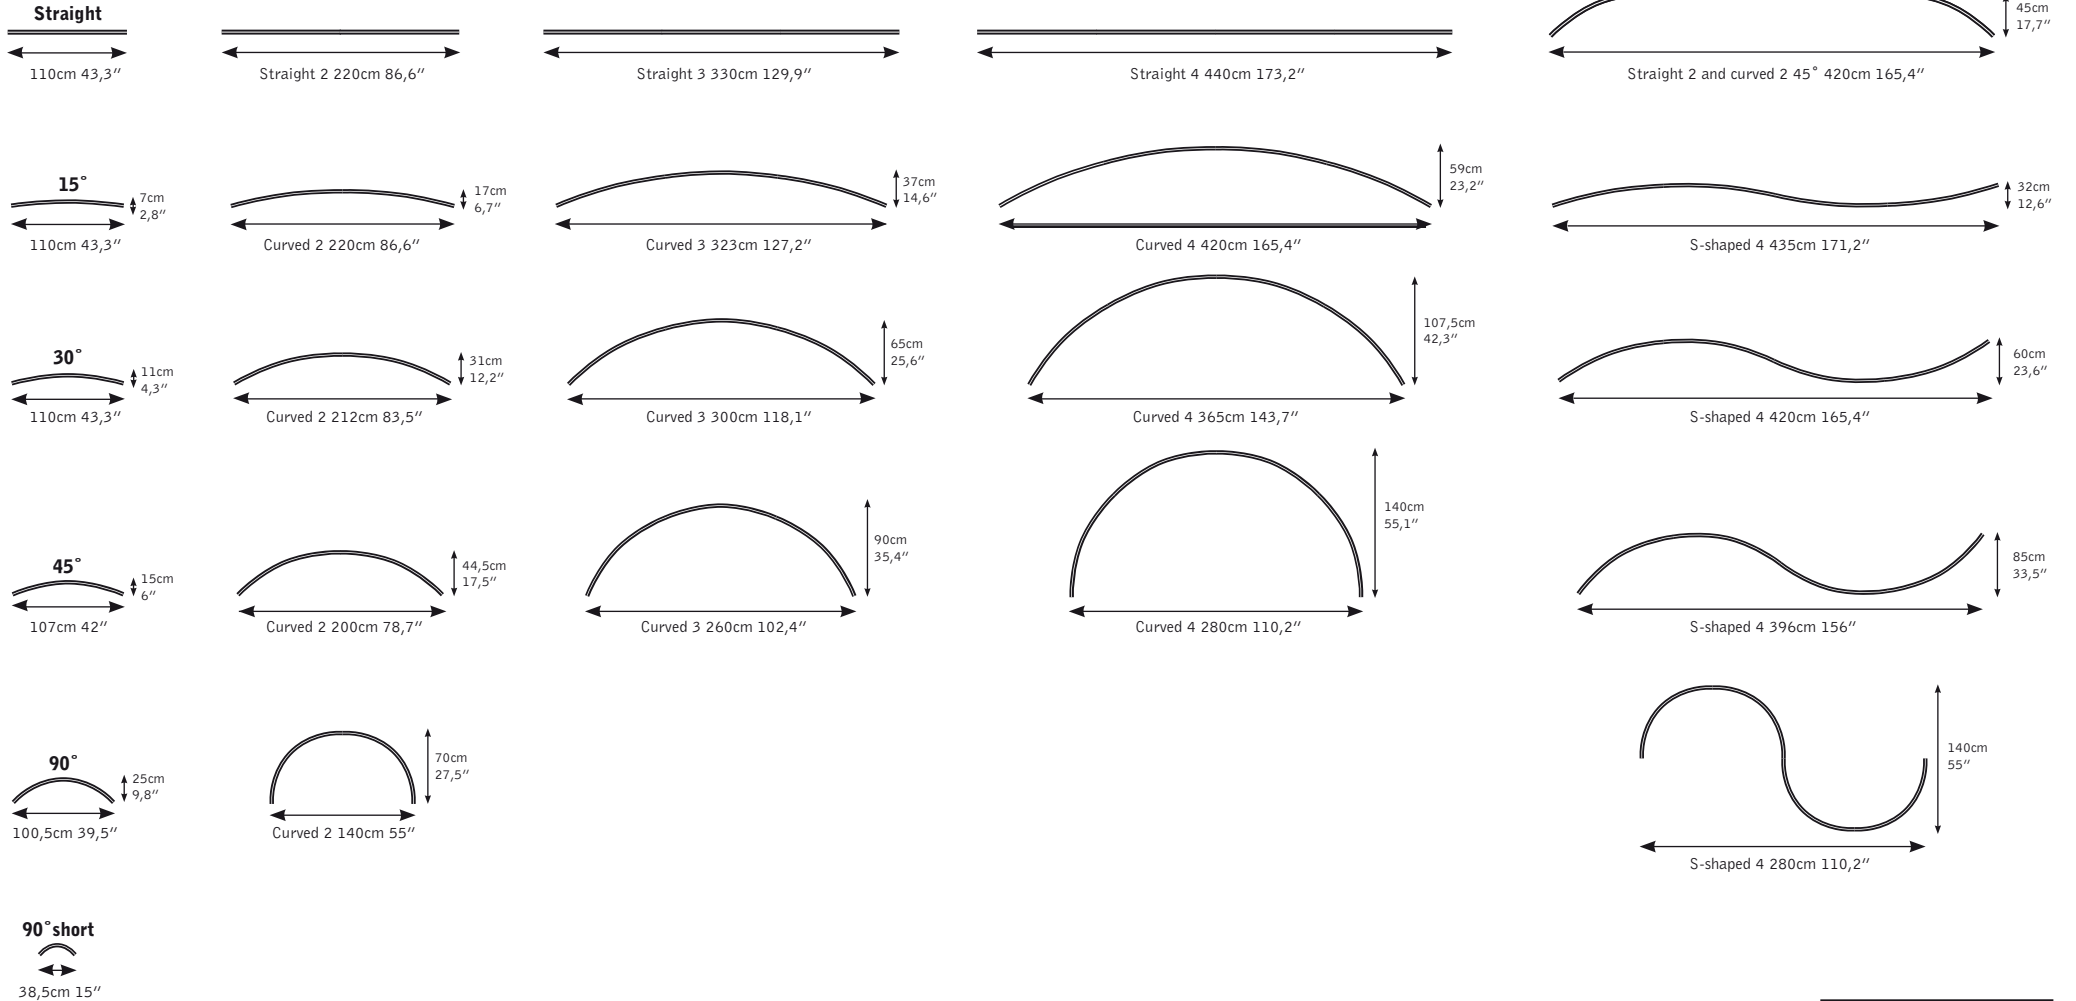 Straight
45cm
17,7″
110cm 43,3″
Straight 2 220cm 86,6″
Straight 3 330cm 129,9″
Straight 4 440cm 173,2″
Straight 2 and curved 2 45˚ 420cm 165,4″
15˚
7cm
2,8″
17cm
6,7″
37cm
14,6″
59cm
23,2″
32cm
12,6″
110cm 43,3″
Curved 2 220cm 86,6″
Curved 3 323cm 127,2″
Curved 4 420cm 165,4″
S-shaped 4 435cm 171,2″
30˚
11cm
4,3″
31cm
12,2″
65cm
25,6″
107,5cm
42,3″
60cm
23,6″
110cm 43,3″
Curved 2 212cm 83,5″
Curved 3 300cm 118,1″
Curved 4 365cm 143,7″
S-shaped 4 420cm 165,4″
45˚
15cm
6″
44,5cm
17,5″
90cm
35,4″
140cm
55,1″
85cm
33,5″
107cm 42″
Curved 2 200cm 78,7″
Curved 3 260cm 102,4″
Curved 4 280cm 110,2″
S-shaped 4 396cm 156″
90˚
25cm
9,8″
70cm
27,5″
140cm
55″
100,5cm 39,5″
Curved 2 140cm 55″
S-shaped 4 280cm 110,2″
90˚short
38,5cm 15″